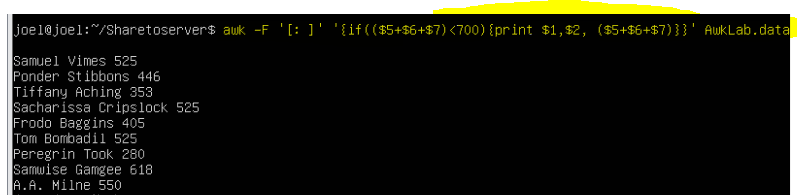 joel@joel:~/Sharetoserver$ awk -F '[: ]' '{if(($5+$6+$7)<700){print $1,$2, ($5+$6+$7)}}' AwkLab.data
Samuel Vimes 525
Ponder Stibbons 446
Tiffany Aching 353
Sacharissa Cripslock 525
Frodo Baggins 405
Tom Bombadil 525
Peregrin Took 280
Samwise Gamgee 618
A.A. Milne 550